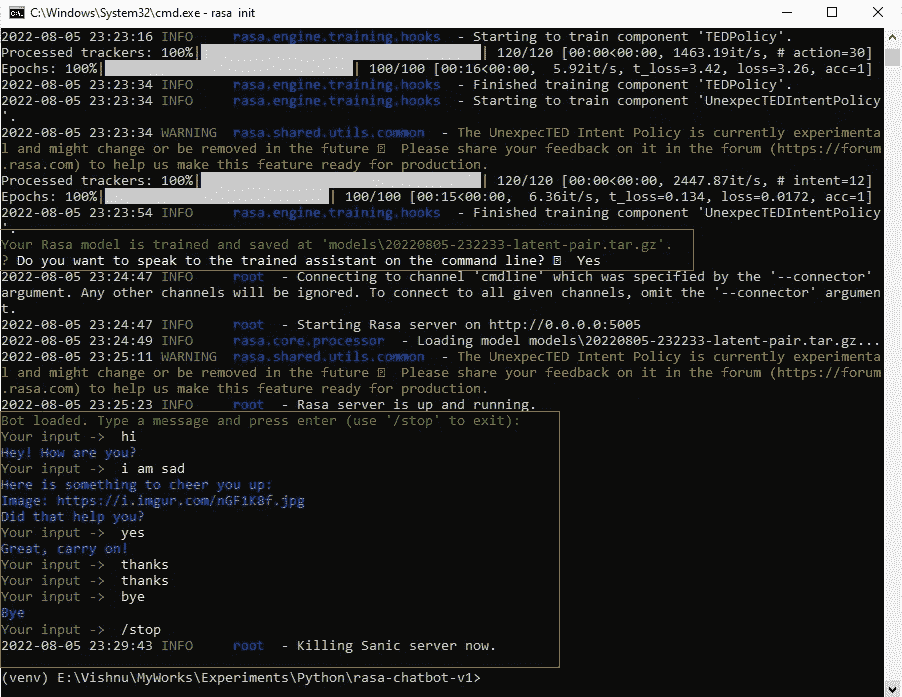 C:\Windows\System32\cmd.exe - rasa init
2022-08-05 23:23:16 INFO     rasa.engine.training.hooks  - Starting to train component 'TEDPolicy'.
Processed trackers: 100%| | 120/120 [00:00<00:00, 1463.19it/s, # action=30]
Epochs: 100%| | 100/100 [00:16<00:00,  5.92it/s, t_loss=3.42, loss=3.26, acc=1]
2022-08-05 23:23:34 INFO     rasa.engine.training.hooks  - Finished training component 'TEDPolicy'.
2022-08-05 23:23:34 INFO     rasa.engine.training.hooks  - Starting to train component 'UnexpecTEDIntentPolicy
'.
2022-08-05 23:23:34 WARNING  rasa.shared.utils.common  - The UnexpecTED Intent Policy is currently experimenta
l and might change or be removed in the future   Please share your feedback on it in the forum (https://forum
.rasa.com) to help us make this feature ready for production.
Processed trackers: 100%| | 120/120 [00:00<00:00, 2447.87it/s, # intent=12]
Epochs: 100%| | 100/100 [00:15<00:00,  6.36it/s, t_loss=0.134, loss=0.0172, acc=1]
2022-08-05 23:23:54 INFO     rasa.engine.training.hooks  - Finished training component 'UnexpecTEDIntentPolicy
'.
Your Rasa model is trained and saved at 'models\20220805-232233-latent-pair.tar.gz'.
? Do you want to speak to the trained assistant on the command line?   Yes
2022-08-05 23:24:47 INFO     root  - Connecting to channel 'cmdline' which was specified by the '--connector'
argument. Any other channels will be ignored. To connect to all given channels, omit the '--connector' argumen
t.
2022-08-05 23:24:47 INFO     root  - Starting Rasa server on http://0.0.0.0:5005
2022-08-05 23:24:49 INFO     rasa.core.processor  - Loading model models\20220805-232233-latent-pair.tar.gz...
2022-08-05 23:25:11 WARNING  rasa.shared.utils.common  - The UnexpecTED Intent Policy is currently experimenta
l and might change or be removed in the future   Please share your feedback on it in the forum (https://forum
.rasa.com) to help us make this feature ready for production.
2022-08-05 23:25:23 INFO     root  - Rasa server is up and running.
Bot loaded. Type a message and press enter (use '/stop' to exit):
Your input ->  hi
Hey! How are you?
Your input ->  i am sad
Here is something to cheer you up:
Image: https://i.imgur.com/nGF1K8f.jpg
Did that help you?
Your input ->  yes
Great, carry on!
Your input ->  thanks
Your input ->  thanks
Your input ->  bye
Bye
Your input ->  /stop
2022-08-05 23:29:43 INFO     root  - Killing Sanic server now.
(venv) E:\Vishnu\MyWorks\Experiments\Python\rasa-chatbot-v1>